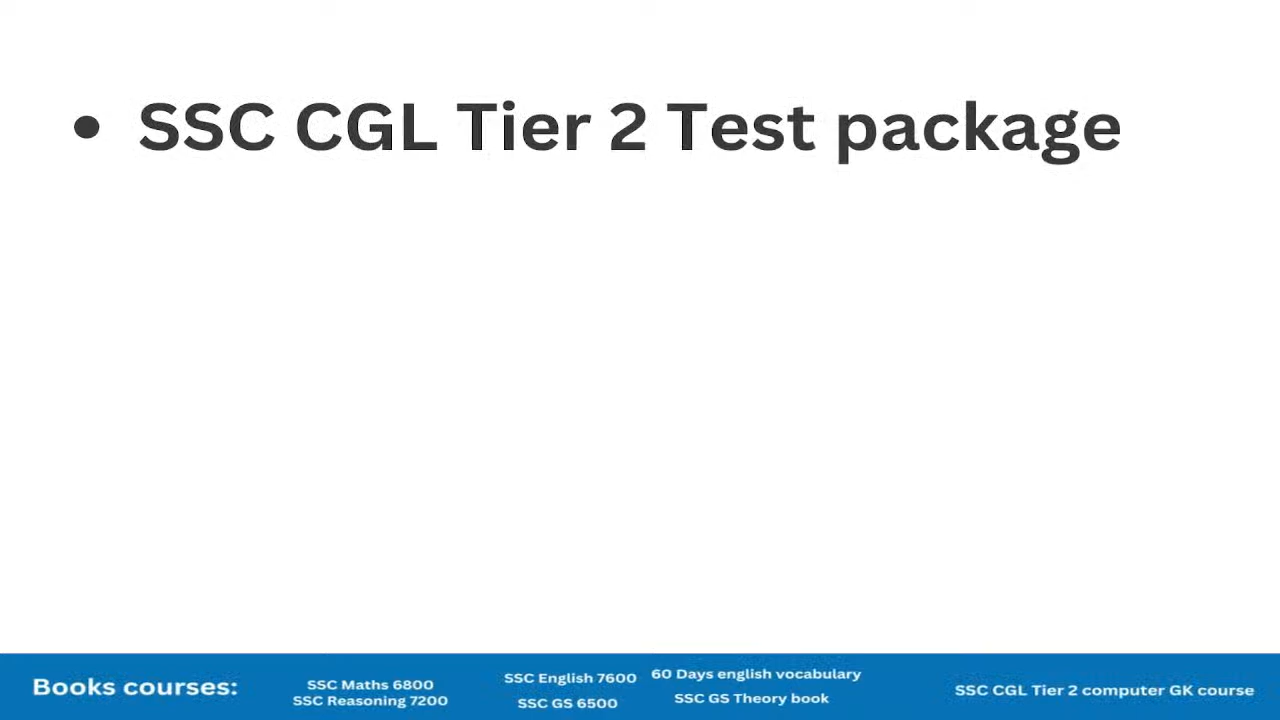 • SSC CGL Tier 2 Test package
Books courses:
SSC Maths 6800
SSC Reasoning 7200
SSC English 7600
SSC GS 6500
60 Days english vocabulary
SSC GS Theory book
SSC CGL Tier 2 computer GK course